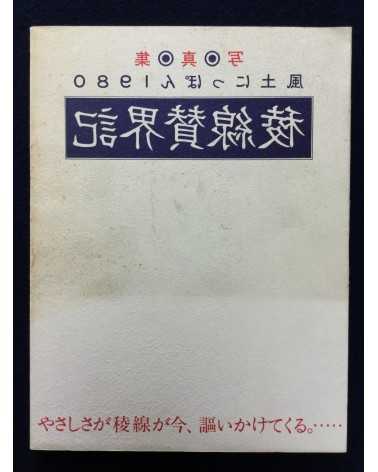 写◉真◉集
風土にっぽん1980
稜線賛界記
やさしさが稜線が今、謳いかけてくる。……